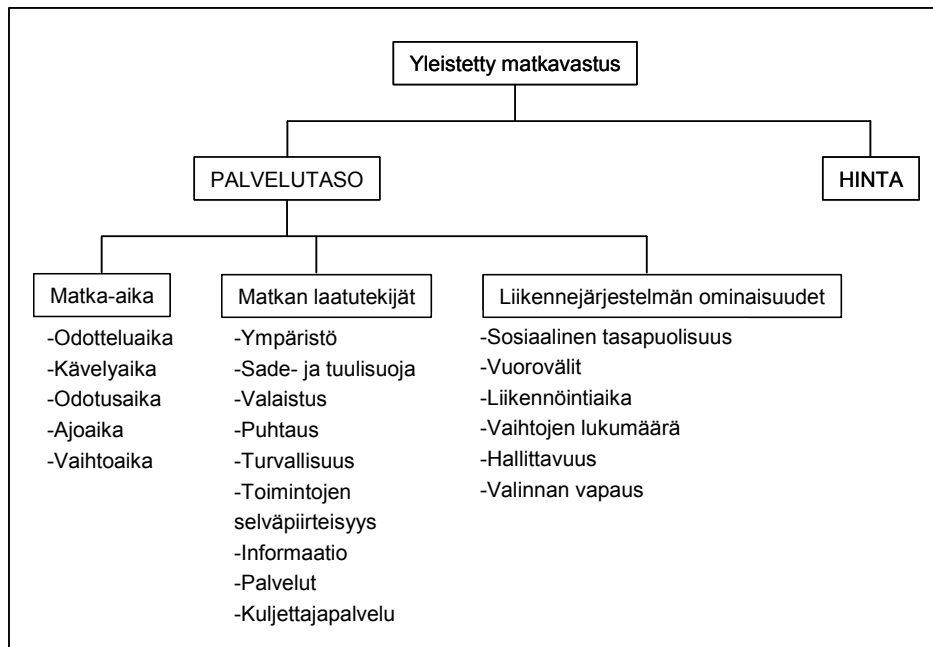 Yleistetty matkavastus
PALVELUTASO
HINTA
Matka-aika
-Odotteluaika
-Kävelyaika
-Odotusaika
-Ajoaika
-Vaihtoaika
Matkan laatutekijät
-Ympäristö
-Sade- ja tuulisuoja
-Valaistus
-Puhtaus
-Turvallisuus
-Toimintojen
selväpiirteisyys
-Informaatio
-Palvelut
-Kuljettajapalvelu
Liikennejärjestelmän ominaisuudet
-Sosiaalinen tasapuolisuus
-Vuorovälit
-Liikennöintiaika
-Vaihtojen lukumäärä
-Hallittavuus
-Valinnan vapaus